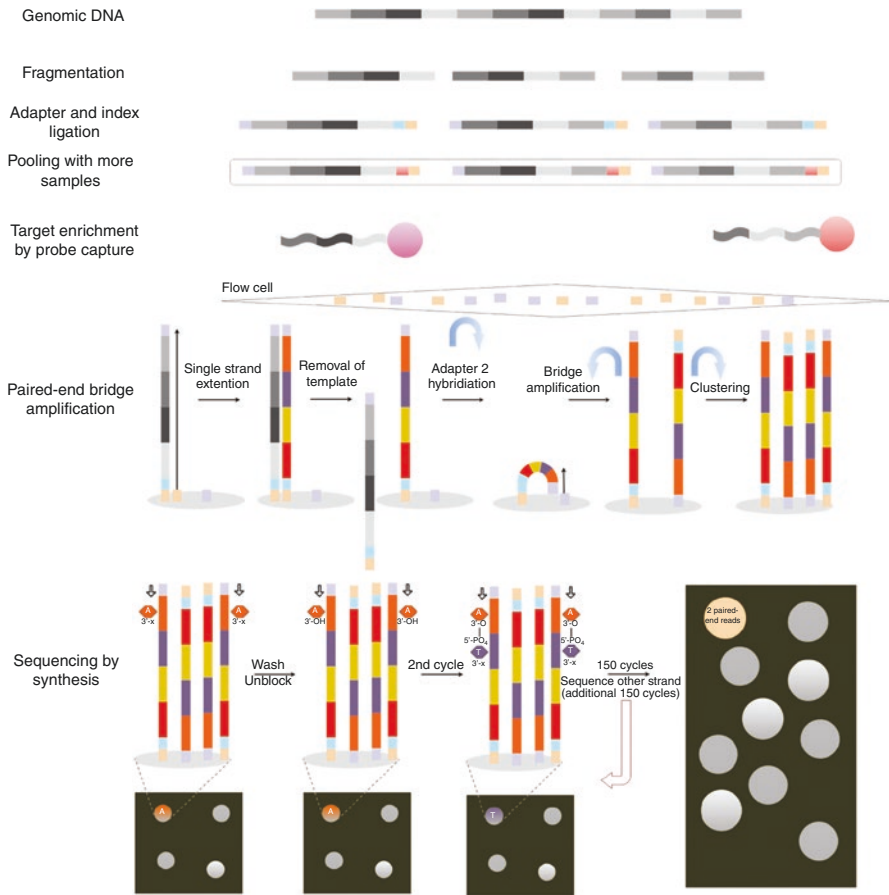 Genomic DNA
Fragmentation
Adapter and index
ligation
Pooling with more
samples
Target enrichment
by probe capture
Flow cell
Paired-end bridge
amplification
Single strand
extention
Removal of
template
Adapter 2
hybridiation
Bridge
amplification
Clustering
Sequencing by
synthesis
A
3'-x
A
3'-x
Wash
Unblock
A
3'-OH
A
3'-OH
2nd cycle
A
3'-O
5'-PO4
T
3'-x
A
3'-O
5'-PO4
T
3'-x
150 cycles
Sequence other strand
(additional 150 cycles)
2 paired-
end reads
A
A
T